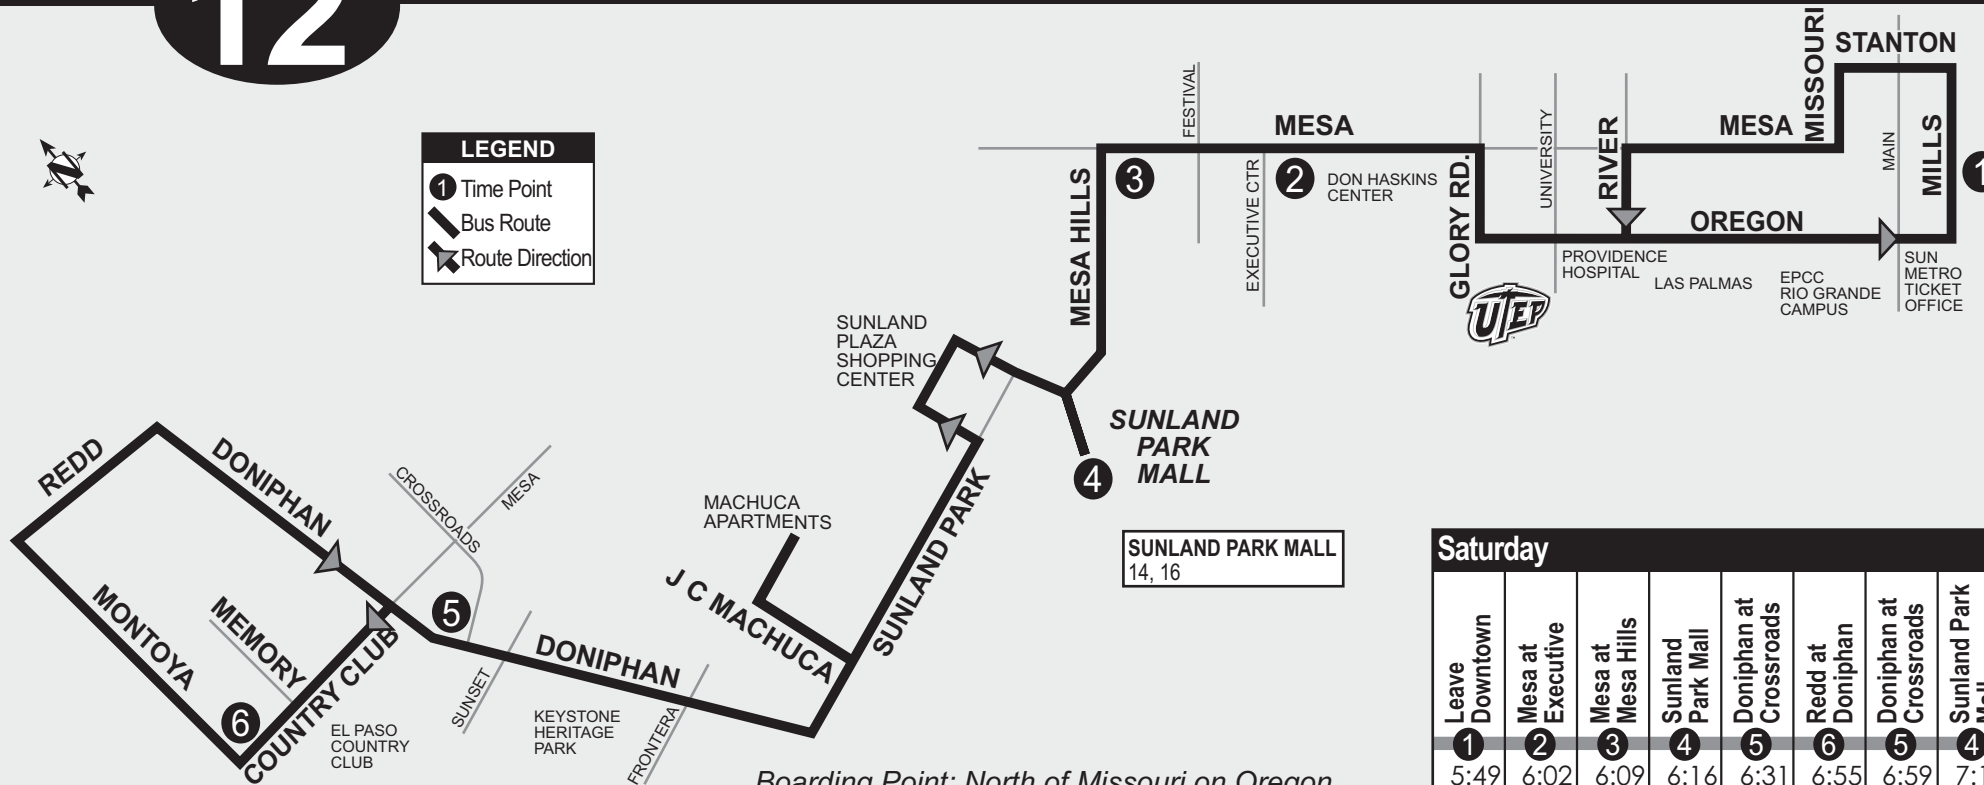 12
LEGEND
1 Time Point
Bus Route
Route Direction
N
MISSOURI
STANTON
FESTIVAL
MESA
UNIVERSITY
RIVER
MESA
MAIN
MILLS
1
MESA HILLS
3
EXECUTIVE CTR
2
DON HASKINS
CENTER
GLORY RD.
OREGON
UTEP
PROVIDENCE
HOSPITAL
LAS PALMAS
EPCC
RIO GRANDE
CAMPUS
SUN
METRO
TICKET
OFFICE
SUNLAND
PLAZA
SHOPPING
CENTER
SUNLAND
PARK
MALL
4
REDD
DONIPHAN
CROSSROADS
MESA
MACHUCA
APARTMENTS
SUNLAND PARK
J C MACHUCA
SUNLAND PARK MALL
14, 16
MONTOYA
MEMORY
5
COUNTRY CLUB
6
EL PASO
COUNTRY
CLUB
SUNSET
DONIPHAN
KEYSTONE
HERITAGE
PARK
FRONTERA
Boarding Point: North of Missouri on Oregon
Saturday
Leave
Downtown
Mesa at
Executive
Mesa at
Mesa Hills
Sunland
Park Mall
Doniphan at
Crossroads
Redd at
Doniphan
Doniphan at
Crossroads
Sunland Park
Mall
1 2 3 4 5 6 5 4
5:49 6:02 6:09 6:16 6:31 6:55 6:59